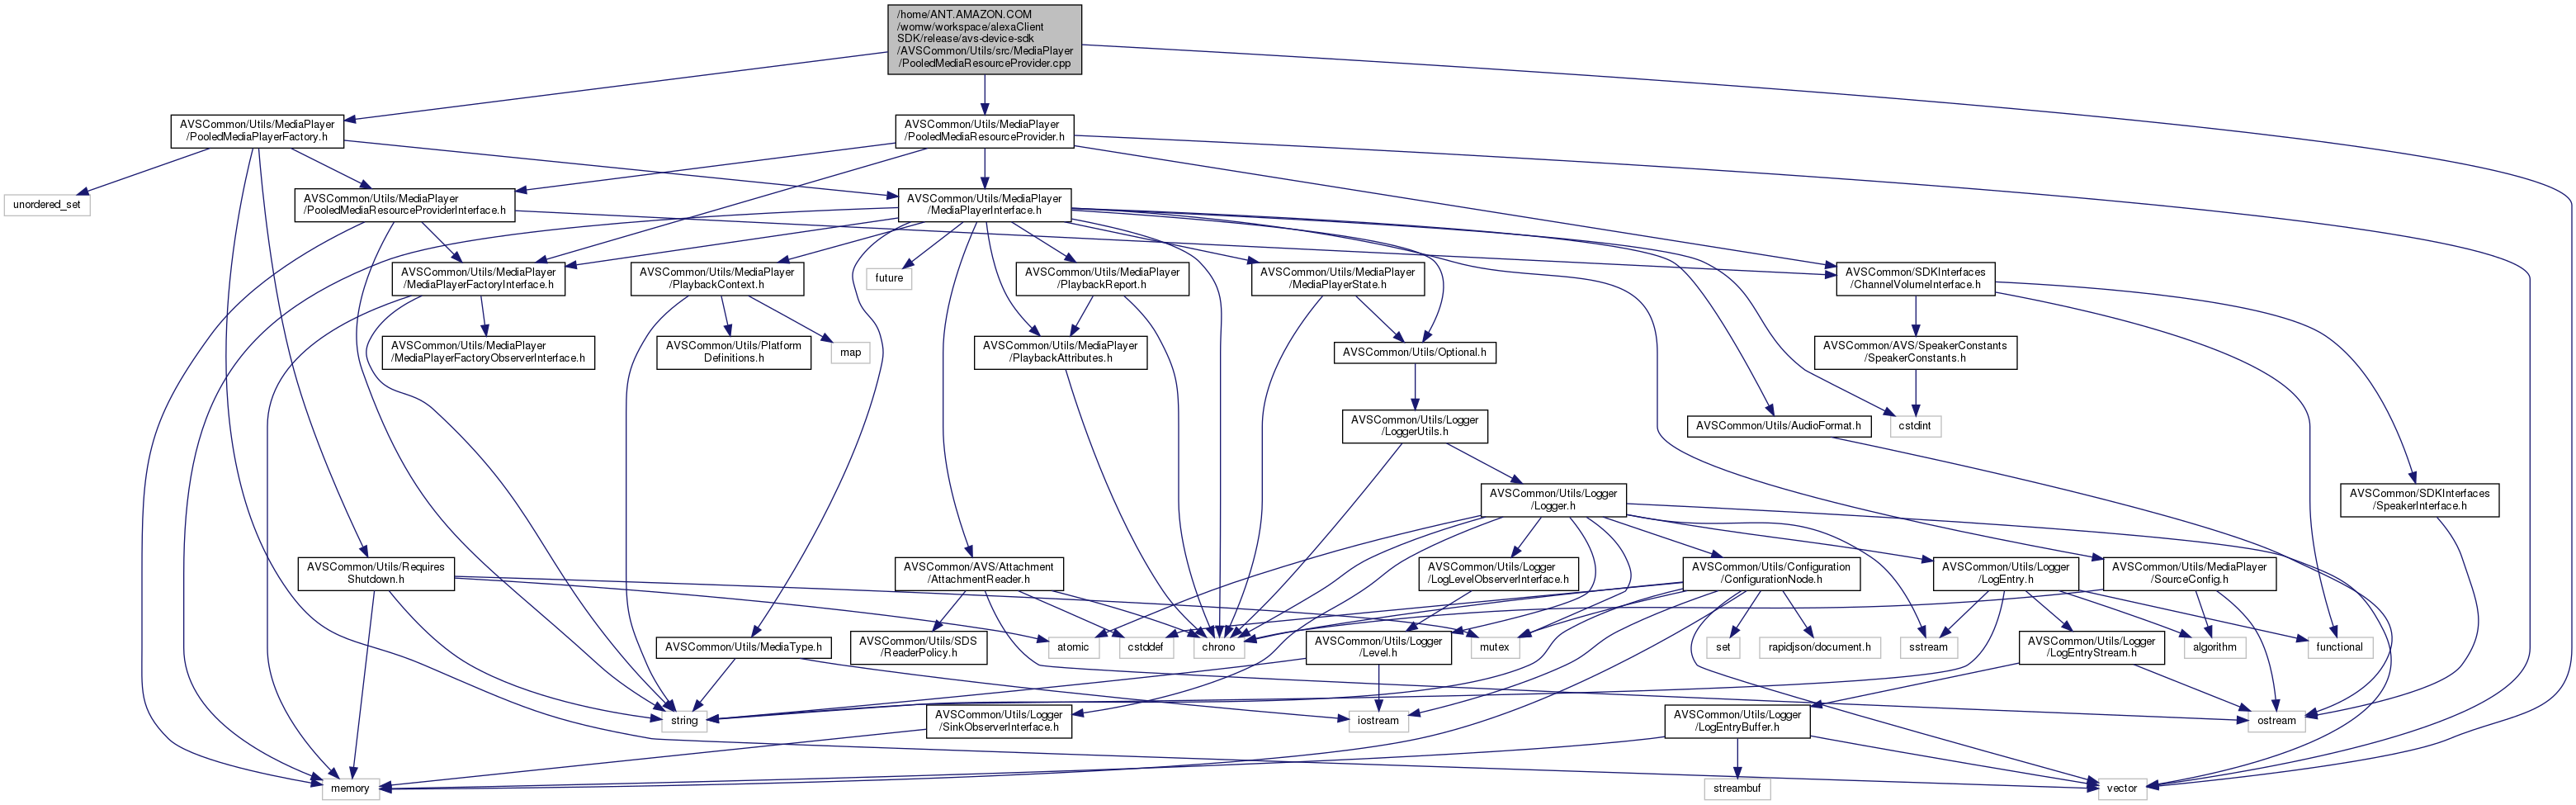 /home/ANT.AMAZON.COM
/womw/workspace/alexaClient
SDK/release/avs-device-sdk
/AVSCommon/Utils/src/MediaPlayer
/PooledMediaResourceProvider.cpp
AVSCommon/Utils/MediaPlayer
/PooledMediaPlayerFactory.h
AVSCommon/Utils/MediaPlayer
/PooledMediaResourceProvider.h
unordered_set
AVSCommon/Utils/MediaPlayer
/PooledMediaResourceProviderInterface.h
AVSCommon/Utils/MediaPlayer
/MediaPlayerInterface.h
AVSCommon/Utils/MediaPlayer
/MediaPlayerFactoryInterface.h
AVSCommon/Utils/MediaPlayer
/PlaybackContext.h
future
AVSCommon/Utils/MediaPlayer
/PlaybackReport.h
AVSCommon/Utils/MediaPlayer
/MediaPlayerState.h
AVSCommon/SDKInterfaces
/ChannelVolumeInterface.h
AVSCommon/Utils/MediaPlayer
/MediaPlayerFactoryObserverInterface.h
AVSCommon/Utils/Platform
Definitions.h
map
AVSCommon/Utils/MediaPlayer
/PlaybackAttributes.h
AVSCommon/Utils/Optional.h
AVSCommon/AVS/SpeakerConstants
/SpeakerConstants.h
AVSCommon/Utils/Logger
/LoggerUtils.h
AVSCommon/Utils/AudioFormat.h
cstdint
AVSCommon/Utils/Logger
/Logger.h
AVSCommon/SDKInterfaces
/SpeakerInterface.h
AVSCommon/Utils/Requires
Shutdown.h
AVSCommon/AVS/Attachment
/AttachmentReader.h
AVSCommon/Utils/Logger
/LogLevelObserverInterface.h
AVSCommon/Utils/Configuration
/ConfigurationNode.h
AVSCommon/Utils/Logger
/LogEntry.h
AVSCommon/Utils/MediaPlayer
/SourceConfig.h
AVSCommon/Utils/MediaType.h
AVSCommon/Utils/SDS
/ReaderPolicy.h
atomic
cstddef
chrono
AVSCommon/Utils/Logger
/Level.h
mutex
set
rapidjson/document.h
sstream
AVSCommon/Utils/Logger
/LogEntryStream.h
algorithm
functional
string
AVSCommon/Utils/Logger
/SinkObserverInterface.h
iostream
AVSCommon/Utils/Logger
/LogEntryBuffer.h
ostream
memory
streambuf
vector